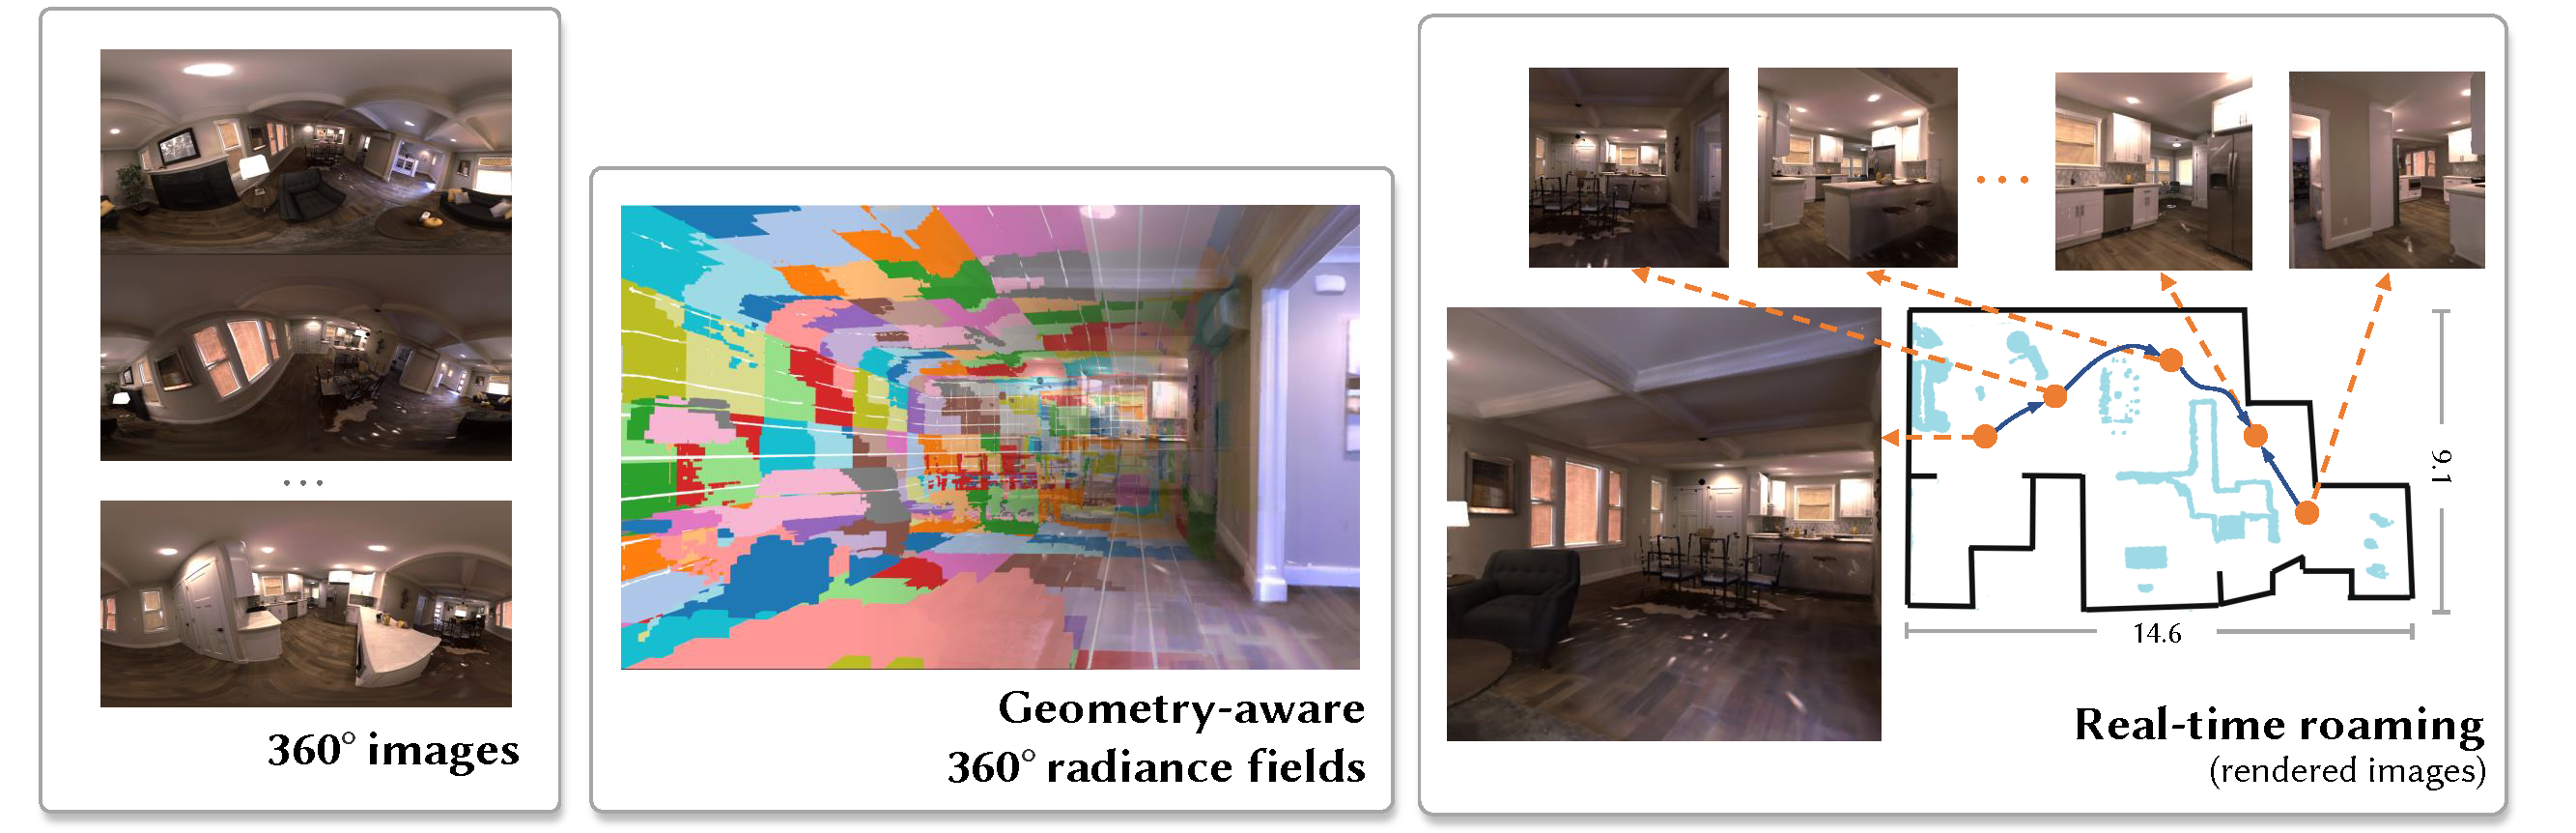 360° images
Geometry-aware
360° radiance fields
14.6
9.1
Real-time roaming
(rendered images)